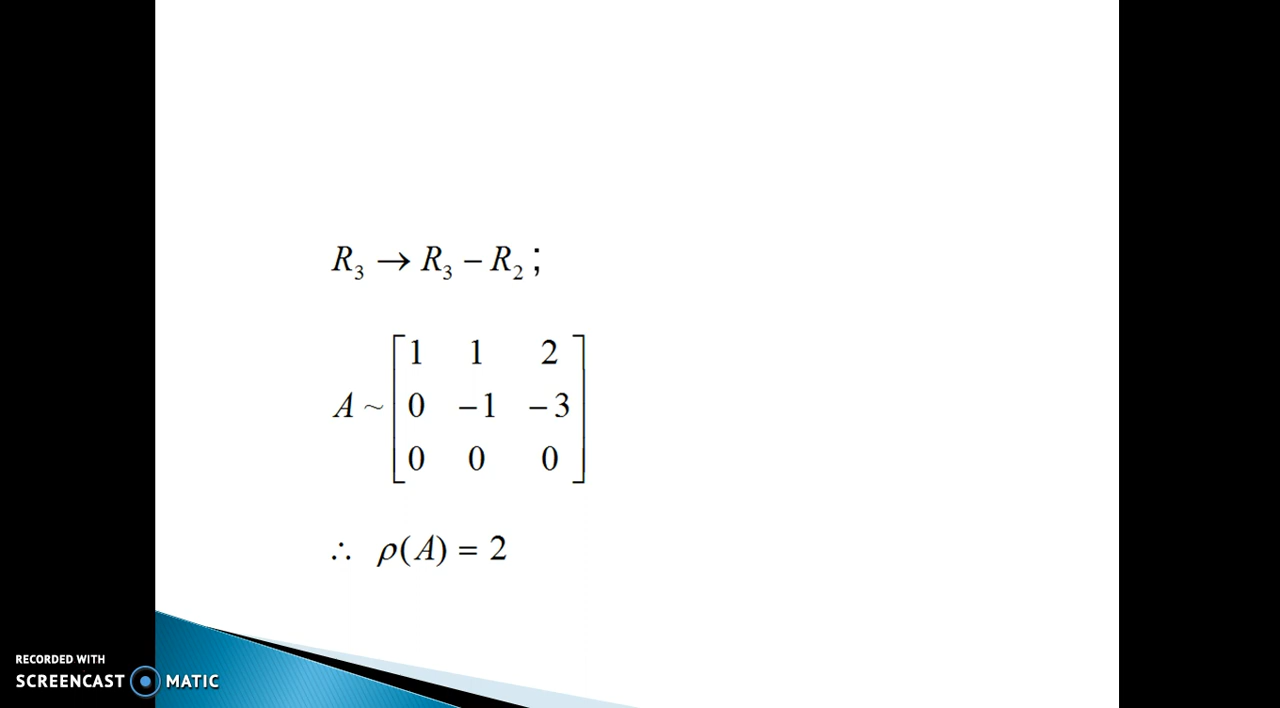 R₃ → R₃ − R₂ ;
A ~ [1 1 2
0 −1 −3
0 0 0]
∴ ρ(A) = 2
RECORDED WITH
SCREENCAST MATIC